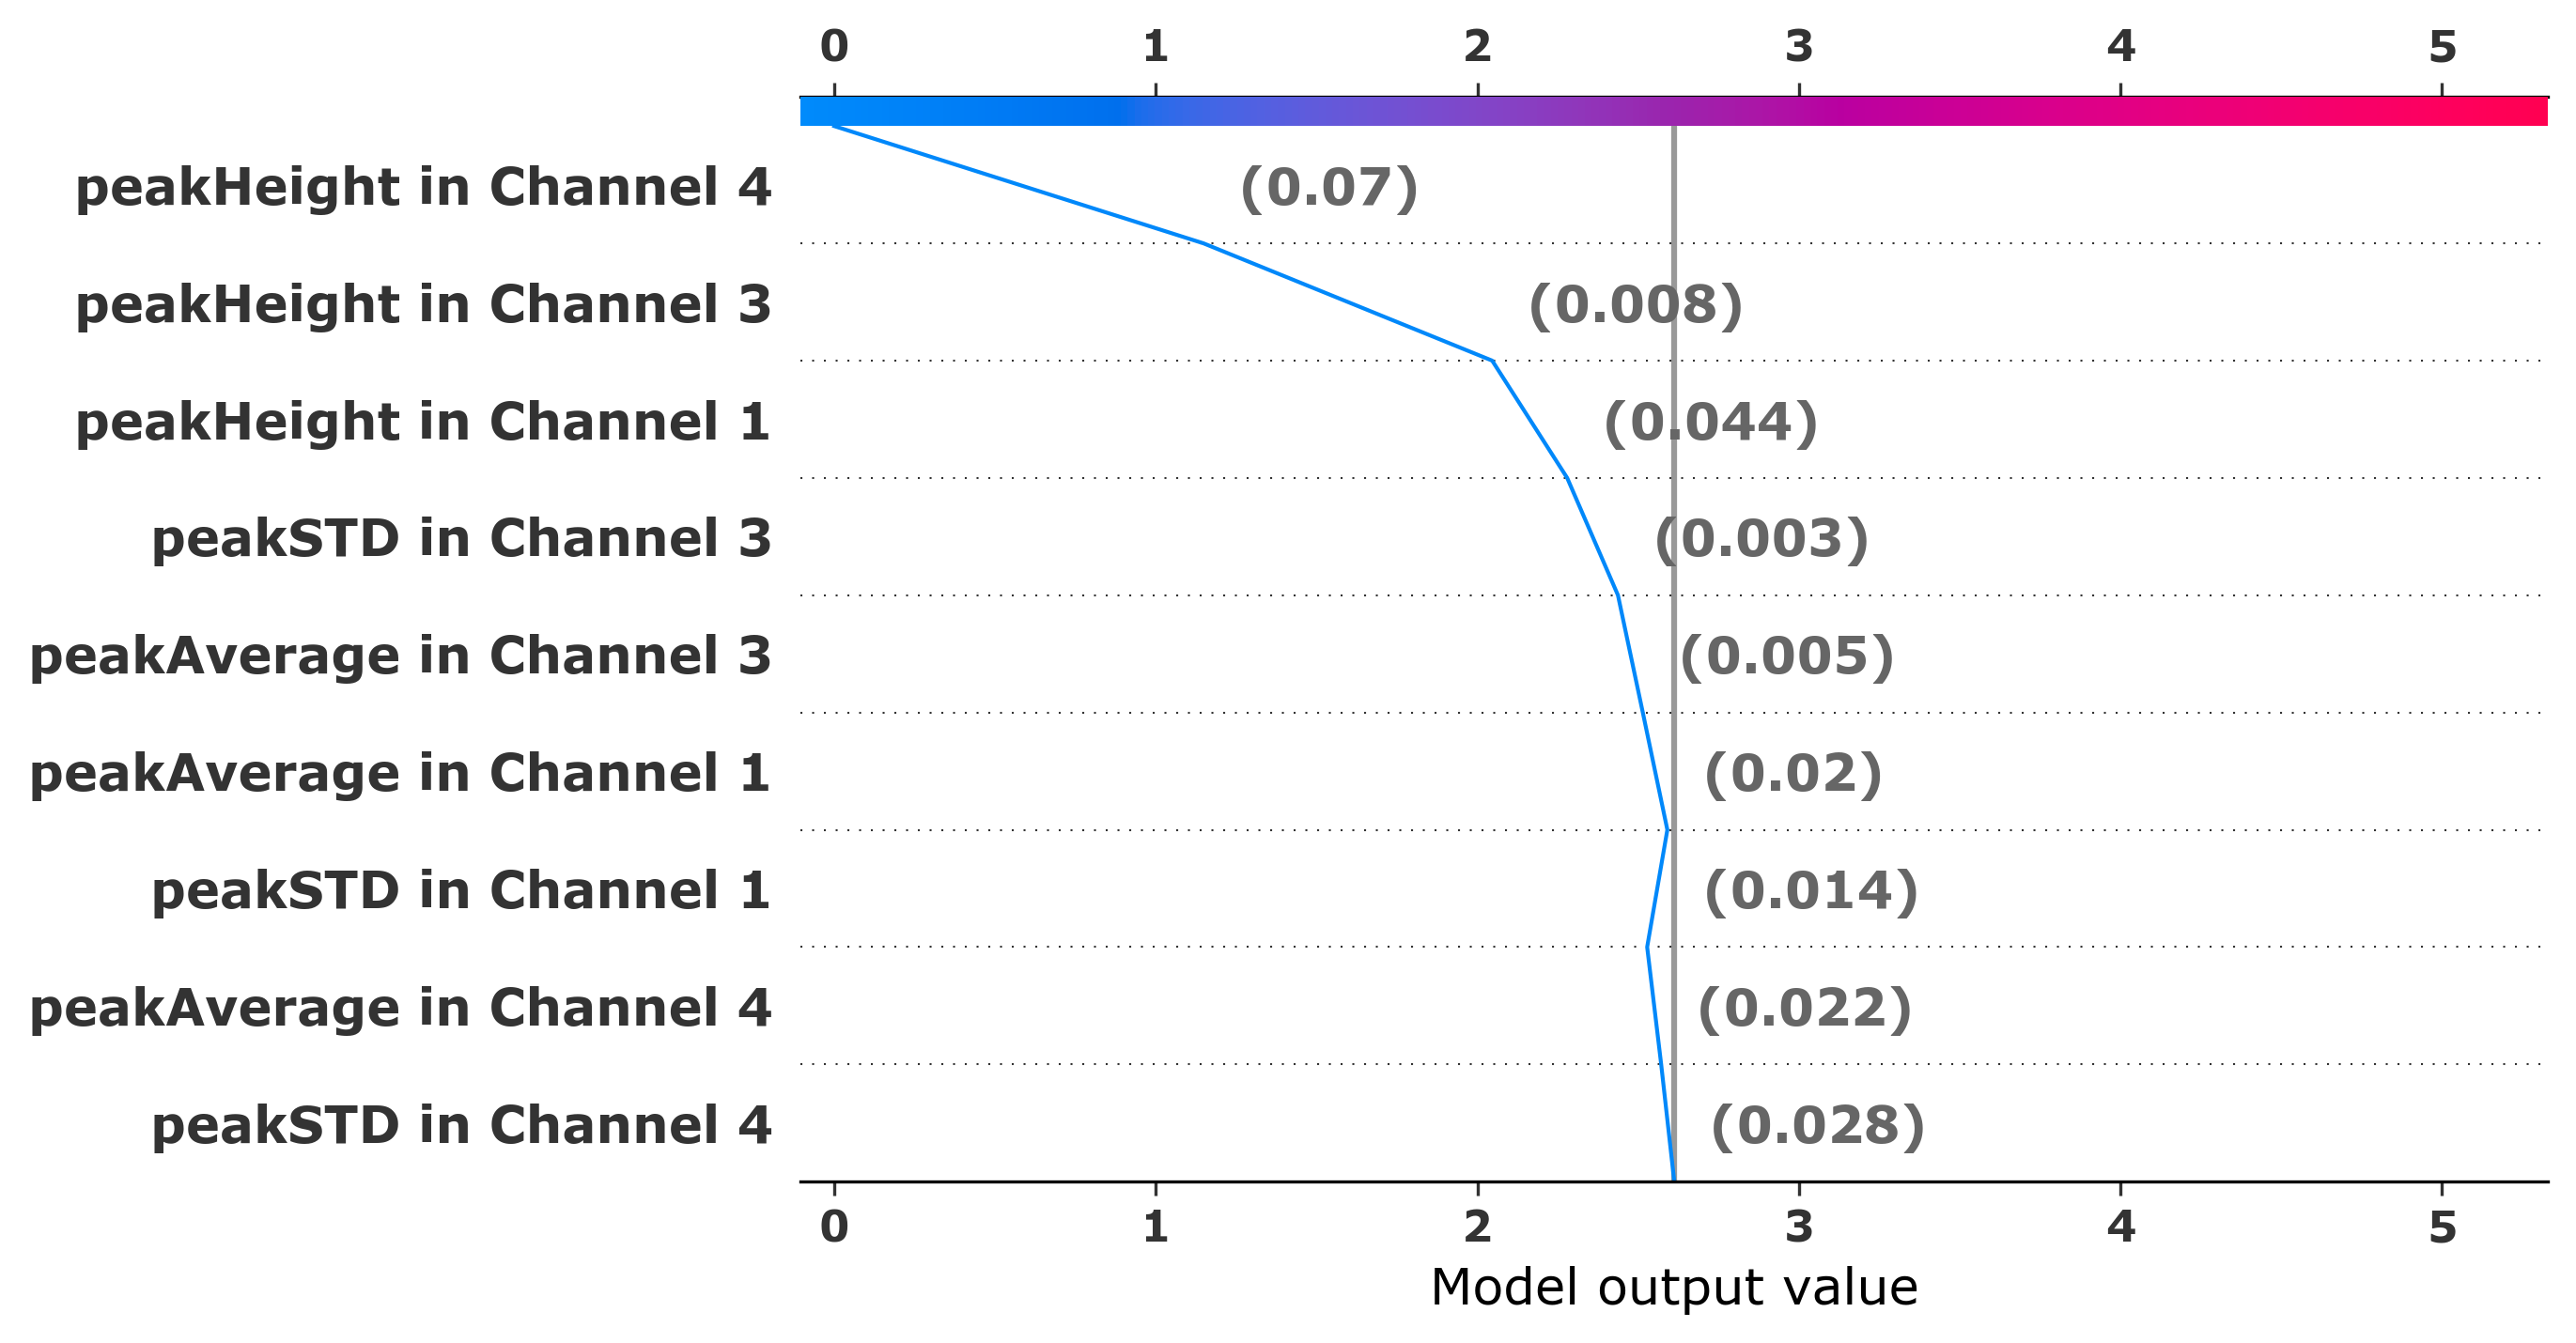 0 1 2 3 4 5
peakHeight in Channel 4 (0.07)
peakHeight in Channel 3 (0.008)
peakHeight in Channel 1 (0.044)
peakSTD in Channel 3 (0.003)
peakAverage in Channel 3 (0.005)
peakAverage in Channel 1 (0.02)
peakSTD in Channel 1 (0.014)
peakAverage in Channel 4 (0.022)
peakSTD in Channel 4 (0.028)
0 1 2 3 4 5
Model output value